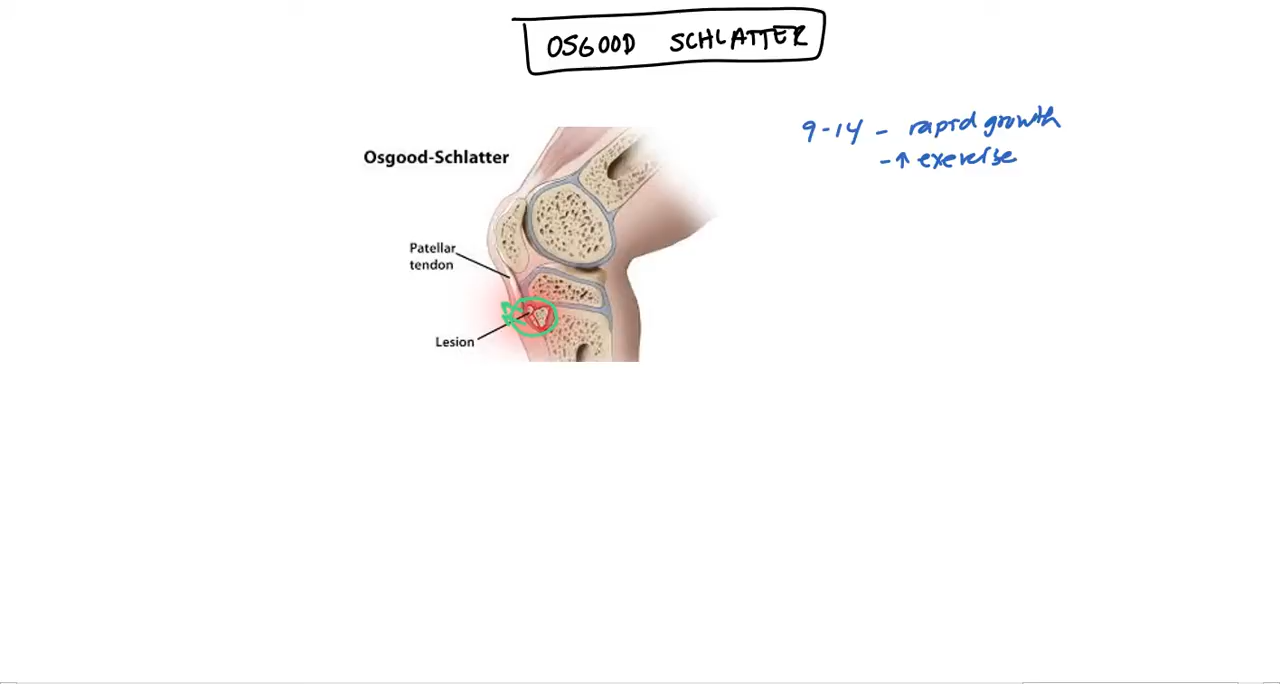 OSGOOD SCHLATTER
9-14 - rapid growth
- ↑ exercise
Osgood-Schlatter
Patellar
tendon
Lesion